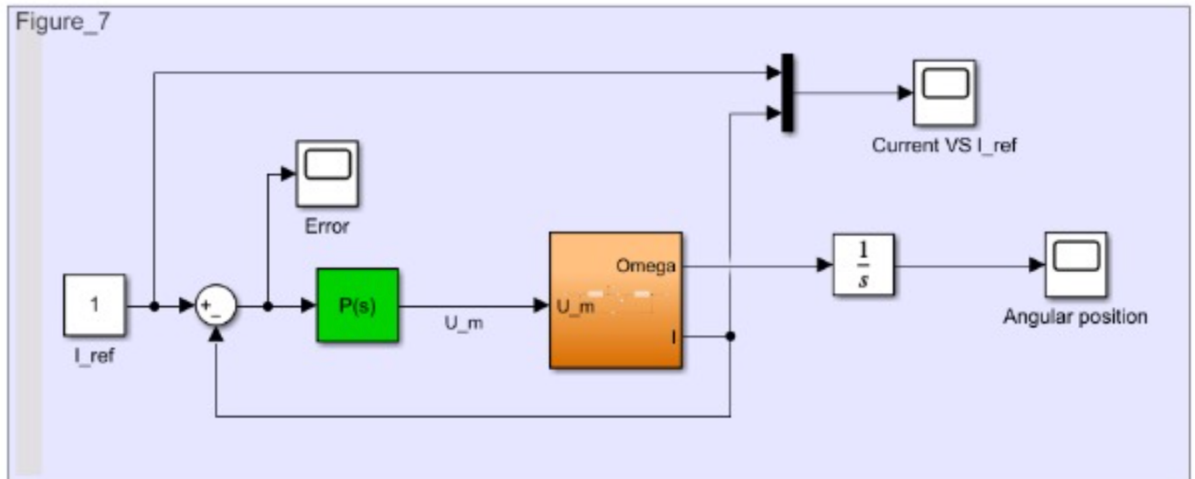 Figure_7
Current VS I_ref
Error
1
I_ref
+
−
P(s)
U_m
U_m
Omega
I
1
s
Angular position